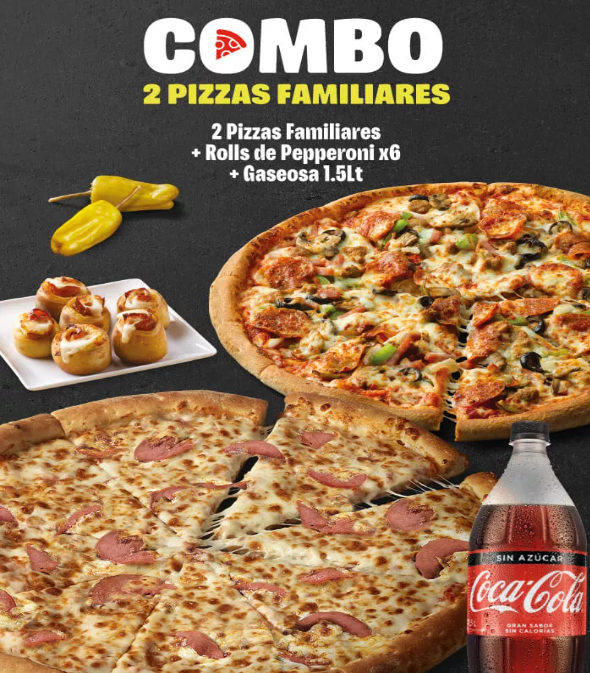 COMBO
2 PIZZAS FAMILIARES
2 Pizzas Familiares
+ Rolls de Pepperoni x6
+ Gaseosa 1.5Lt
SIN AZÚCAR
Coca-Cola
GRAN SABOR
SIN CALORÍAS